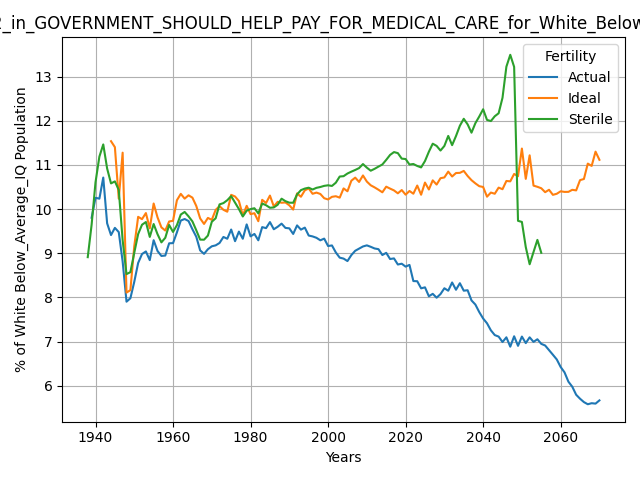 _in_GOVERNMENT_SHOULD_HELP_PAY_FOR_MEDICAL_CARE_for_White_Below
% of White Below_Average_IQ Population
13
12
11
10
9
8
7
6
Fertility
Actual
Ideal
Sterile
1940 1960 1980 2000 2020 2040 2060
Years